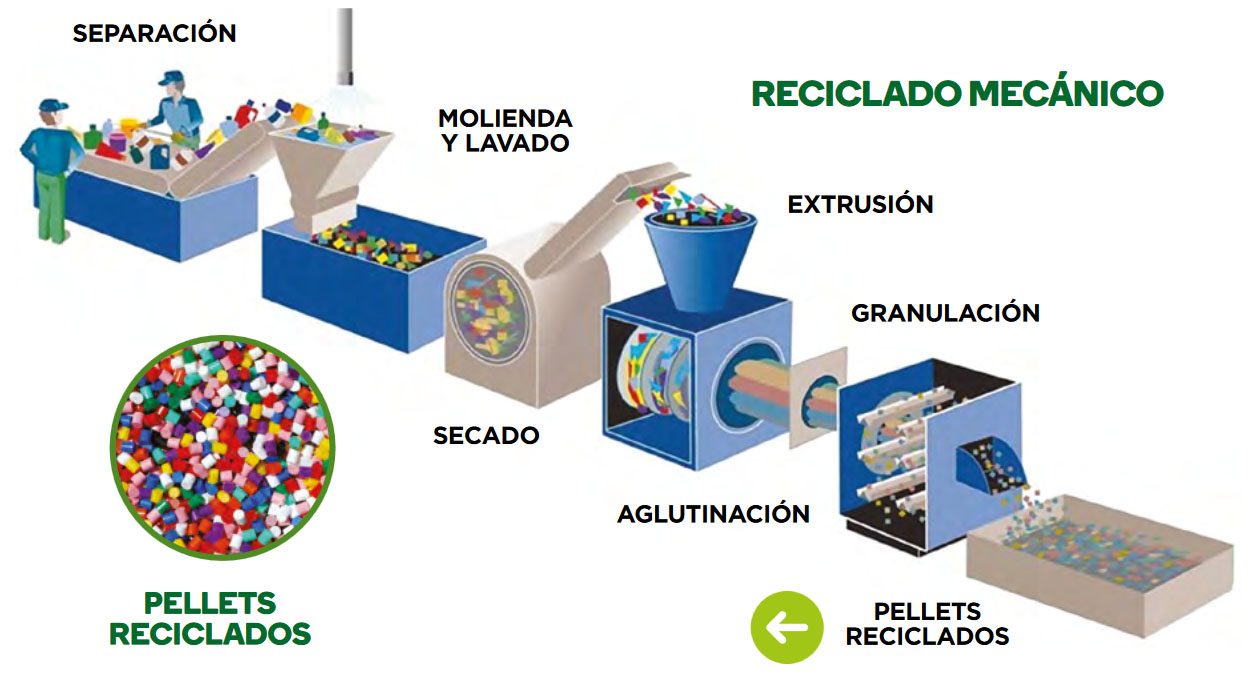 SEPARACIÓN
RECICLADO MECÁNICO
MOLIENDA
Y LAVADO
EXTRUSIÓN
GRANULACIÓN
SECADO
AGLUTINACIÓN
PELLETS
RECICLADOS
PELLETS
RECICLADOS